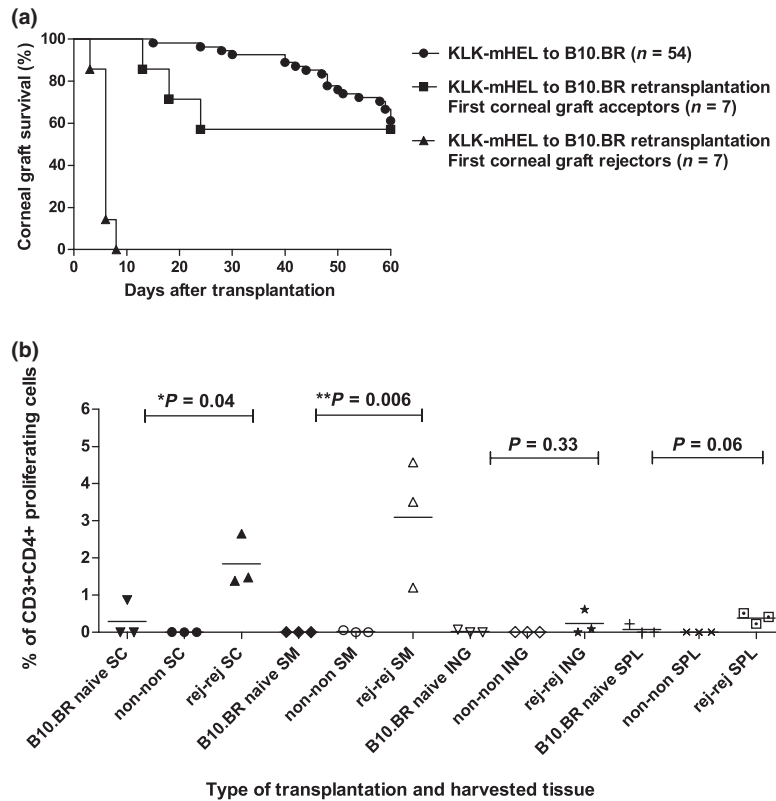 (a)
Corneal graft survival (%)
100
80
60
40
20
0
0 10 20 30 40 50 60
Days after transplantation
KLK-mHEL to B10.BR (n = 54)
KLK-mHEL to B10.BR retransplantation
First corneal graft acceptors (n = 7)
KLK-mHEL to B10.BR retransplantation
First corneal graft rejectors (n = 7)
(b)
% of CD3+CD4+ proliferating cells
6
5
4
3
2
1
0
*P = 0.04
**P = 0.006
P = 0.33
P = 0.06
B10.BR naive SC
non-non SC
rej-rej SC
B10.BR naive SM
non-non SM
rej-rej SM
B10.BR naive ING
non-non ING
rej-rej ING
B10.BR naive SPL
non-non SPL
rej-rej SPL
Type of transplantation and harvested tissue